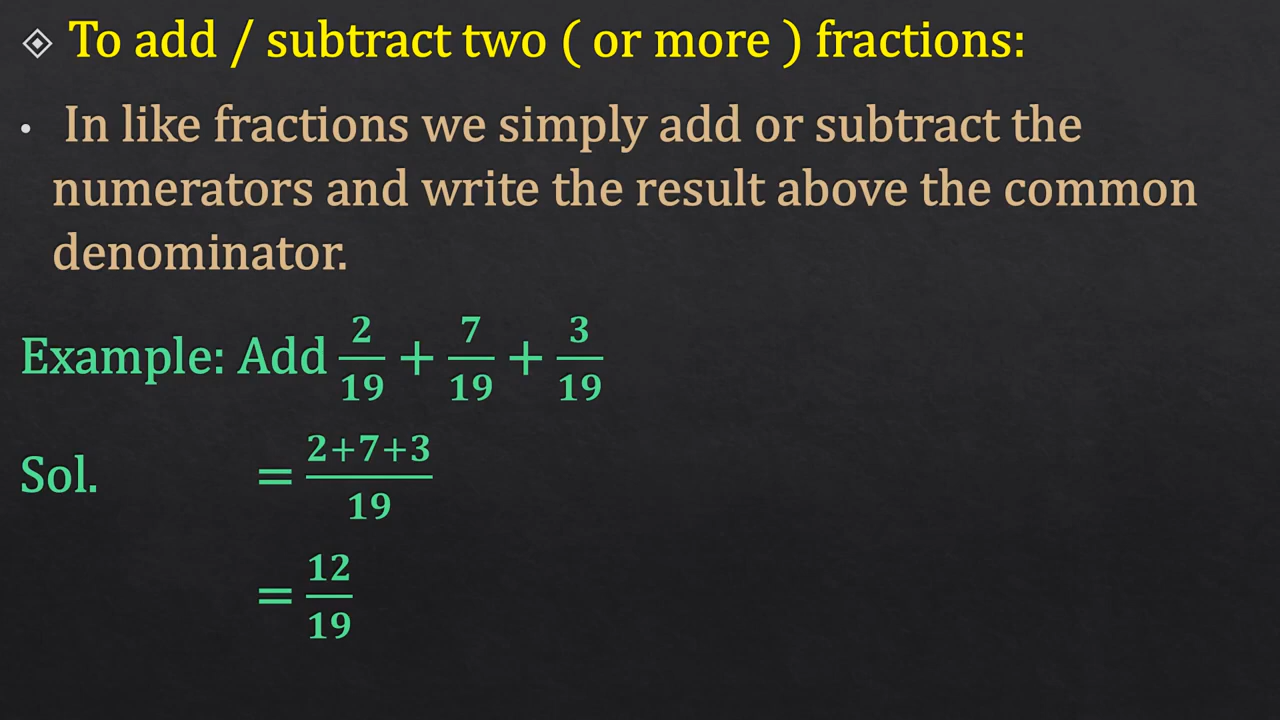 To add / subtract two ( or more ) fractions:
• In like fractions we simply add or subtract the
numerators and write the result above the common
denominator.
Example: Add 2/19 + 7/19 + 3/19
Sol. = 2+7+3/19
= 12/19